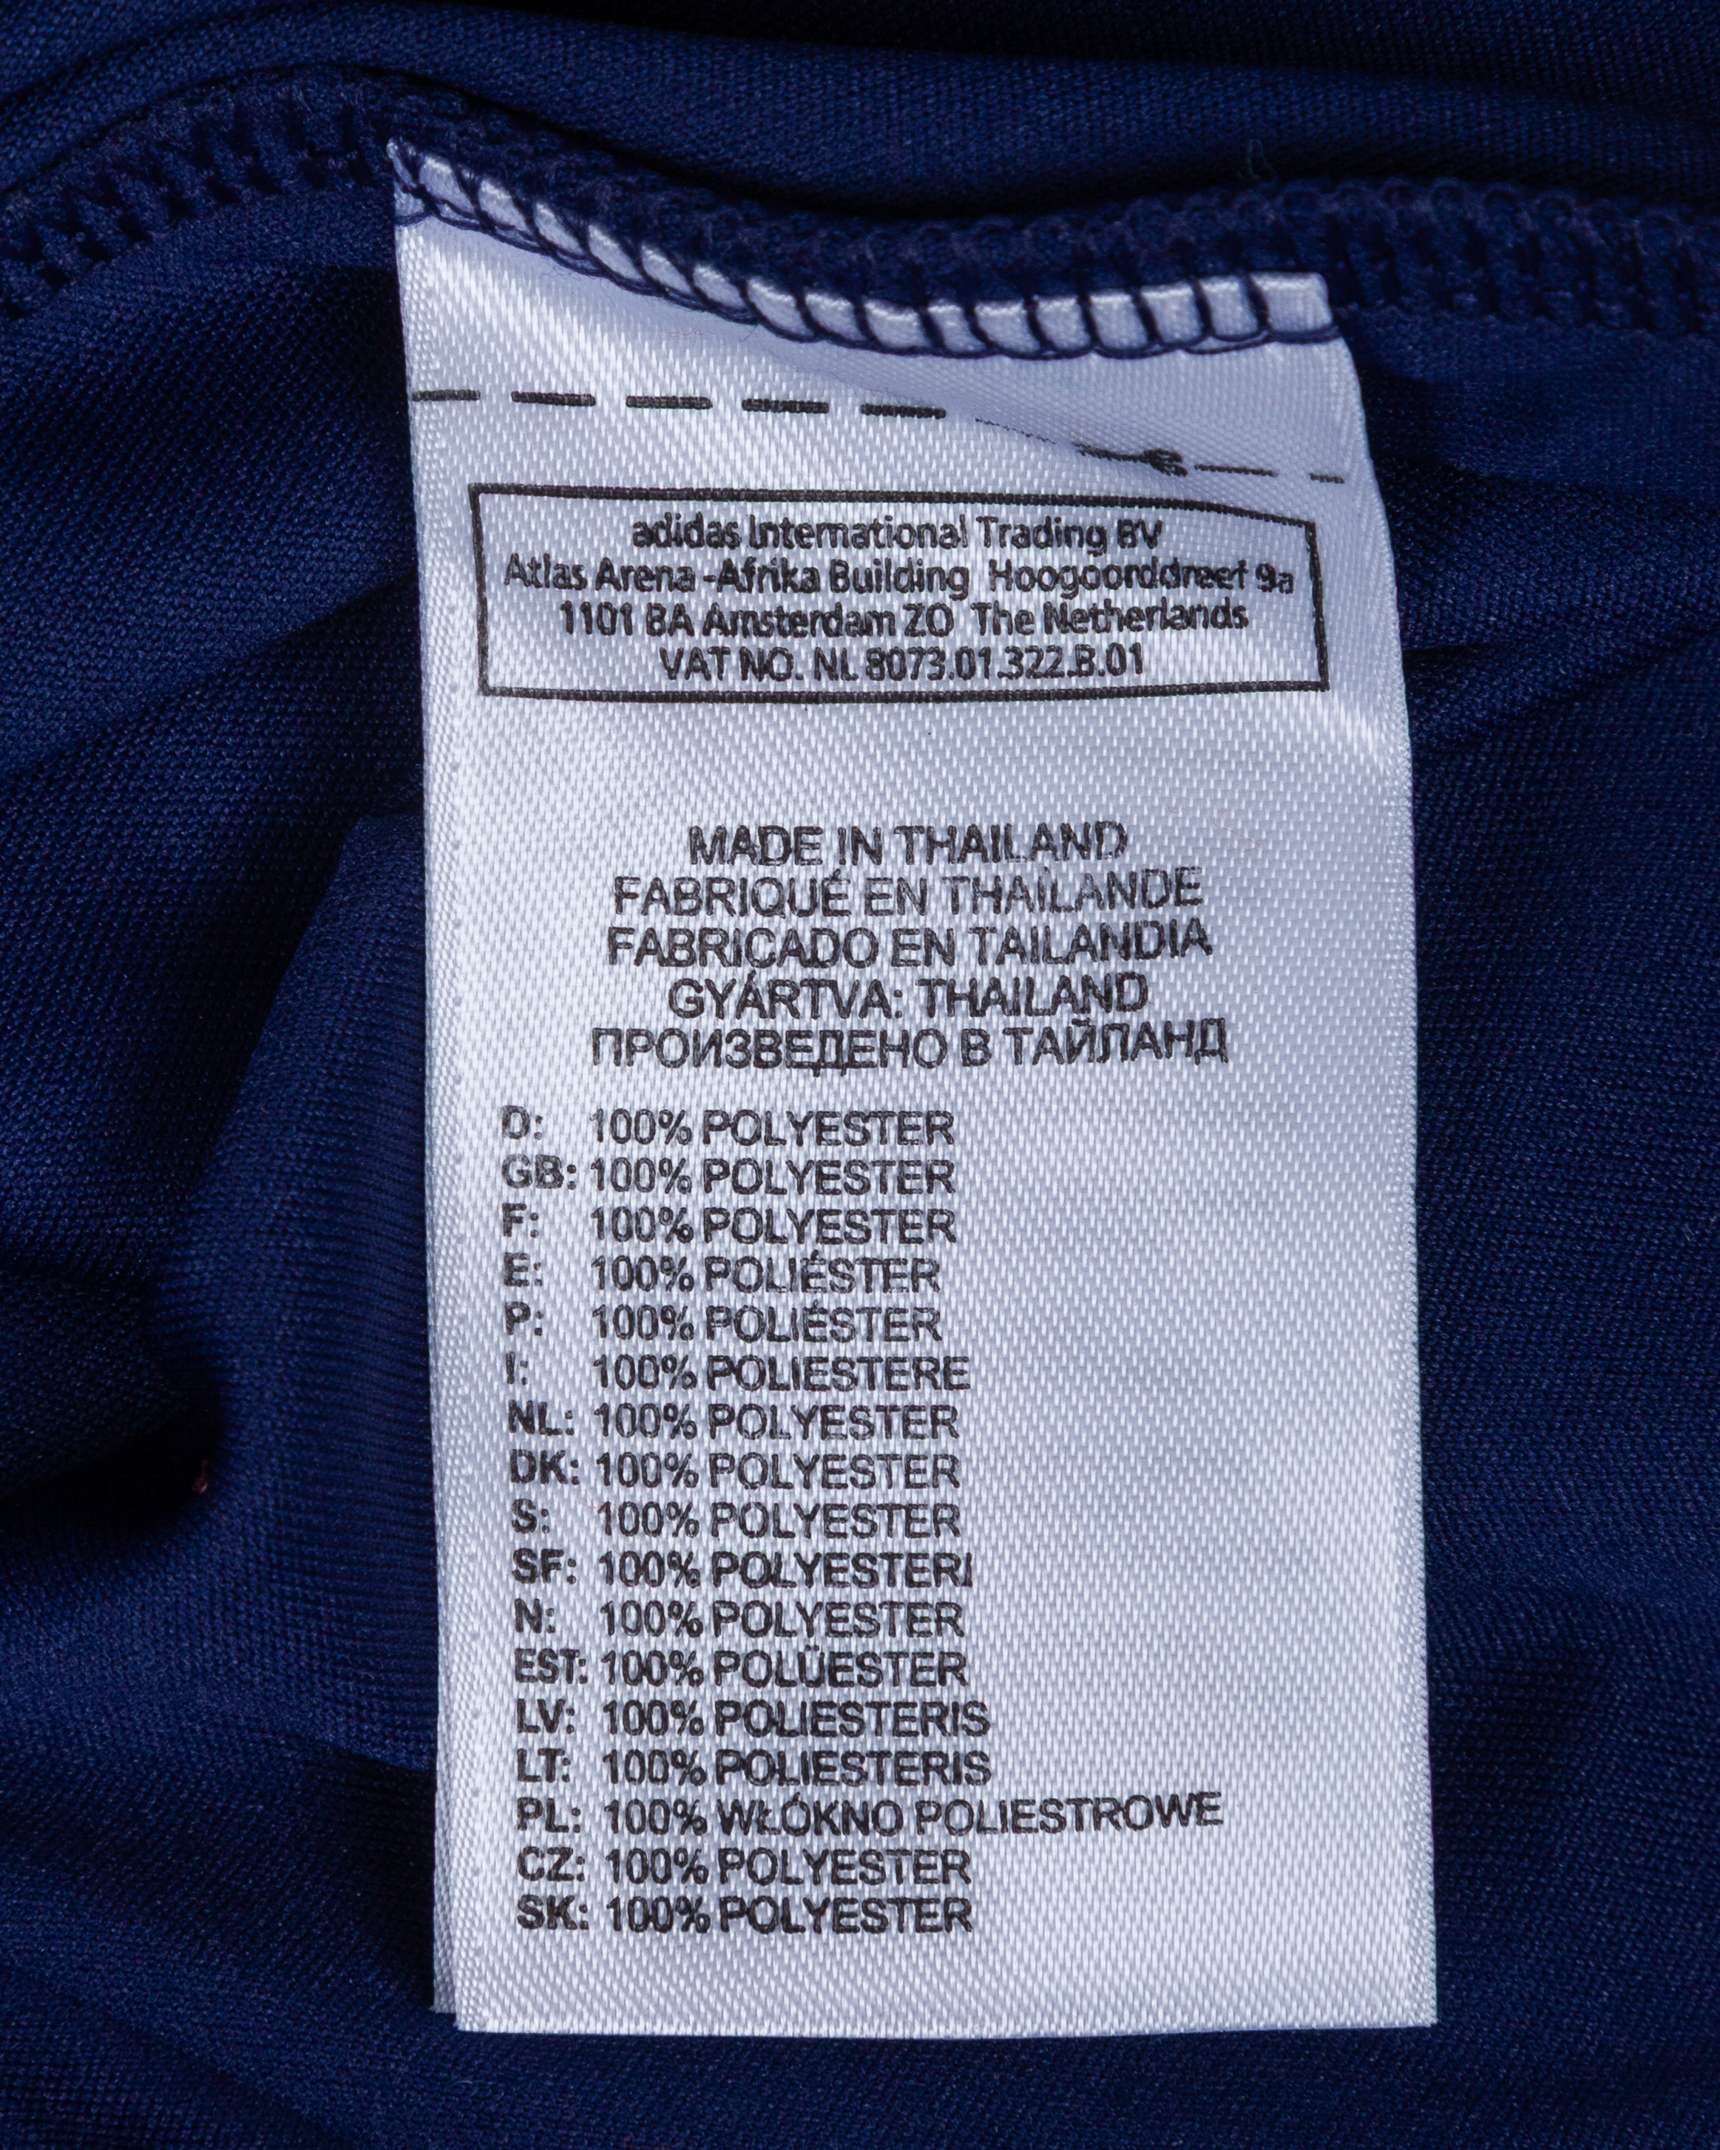 adidas International Trading BV
Atlas Arena -Afrika Building Hoogoorddreef 9a
1101 BA Amsterdam ZO The Netherlands
VAT NO. NL 8073.01.322.B.01
MADE IN THAILAND
FABRIQUÉ EN THAÏLANDE
FABRICADO EN TAILANDIA
GYÁRTVA: THAILAND
ПРОИЗВЕДЕНО В ТАЙЛАНД
D: 100% POLYESTER
GB: 100% POLYESTER
F: 100% POLYESTER
E: 100% POLIÉSTER
P: 100% POLIÉSTER
I: 100% POLIESTERE
NL: 100% POLYESTER
DK: 100% POLYESTER
S: 100% POLYESTER
SF: 100% POLYESTERI
N: 100% POLYESTER
EST: 100% POLÜESTER
LV: 100% POLIESTERIS
LT: 100% POLIESTERIS
PL: 100% WŁÓKNO POLIESTROWE
CZ: 100% POLYESTER
SK: 100% POLYESTER